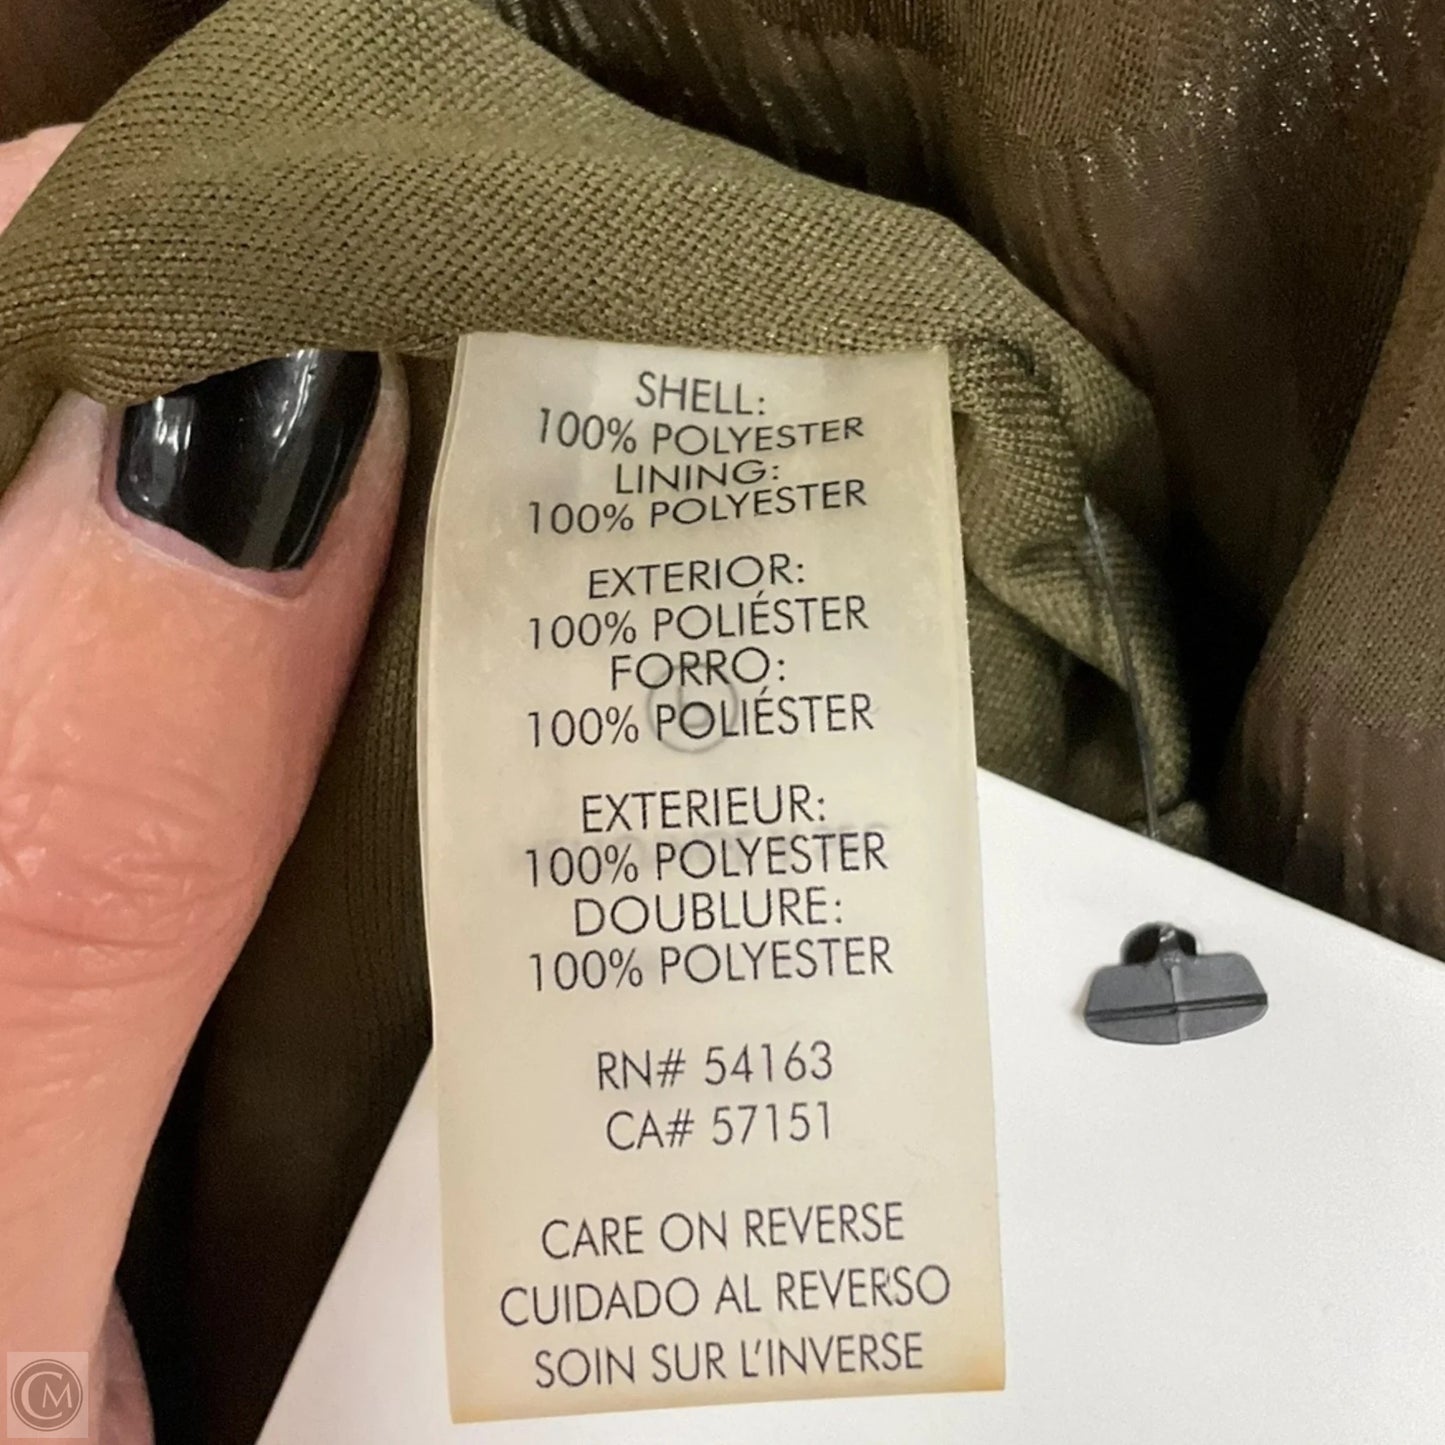 SHELL:
100% POLYESTER
LINING:
100% POLYESTER
EXTERIOR:
100% POLIÉSTER
FORRO:
100% POLIÉSTER
EXTERIEUR:
100% POLYESTER
DOUBLURE:
100% POLYESTER
RN# 54163
CA# 57151
CARE ON REVERSE
CUIDADO AL REVERSO
SOIN SUR L'INVERSE
CM